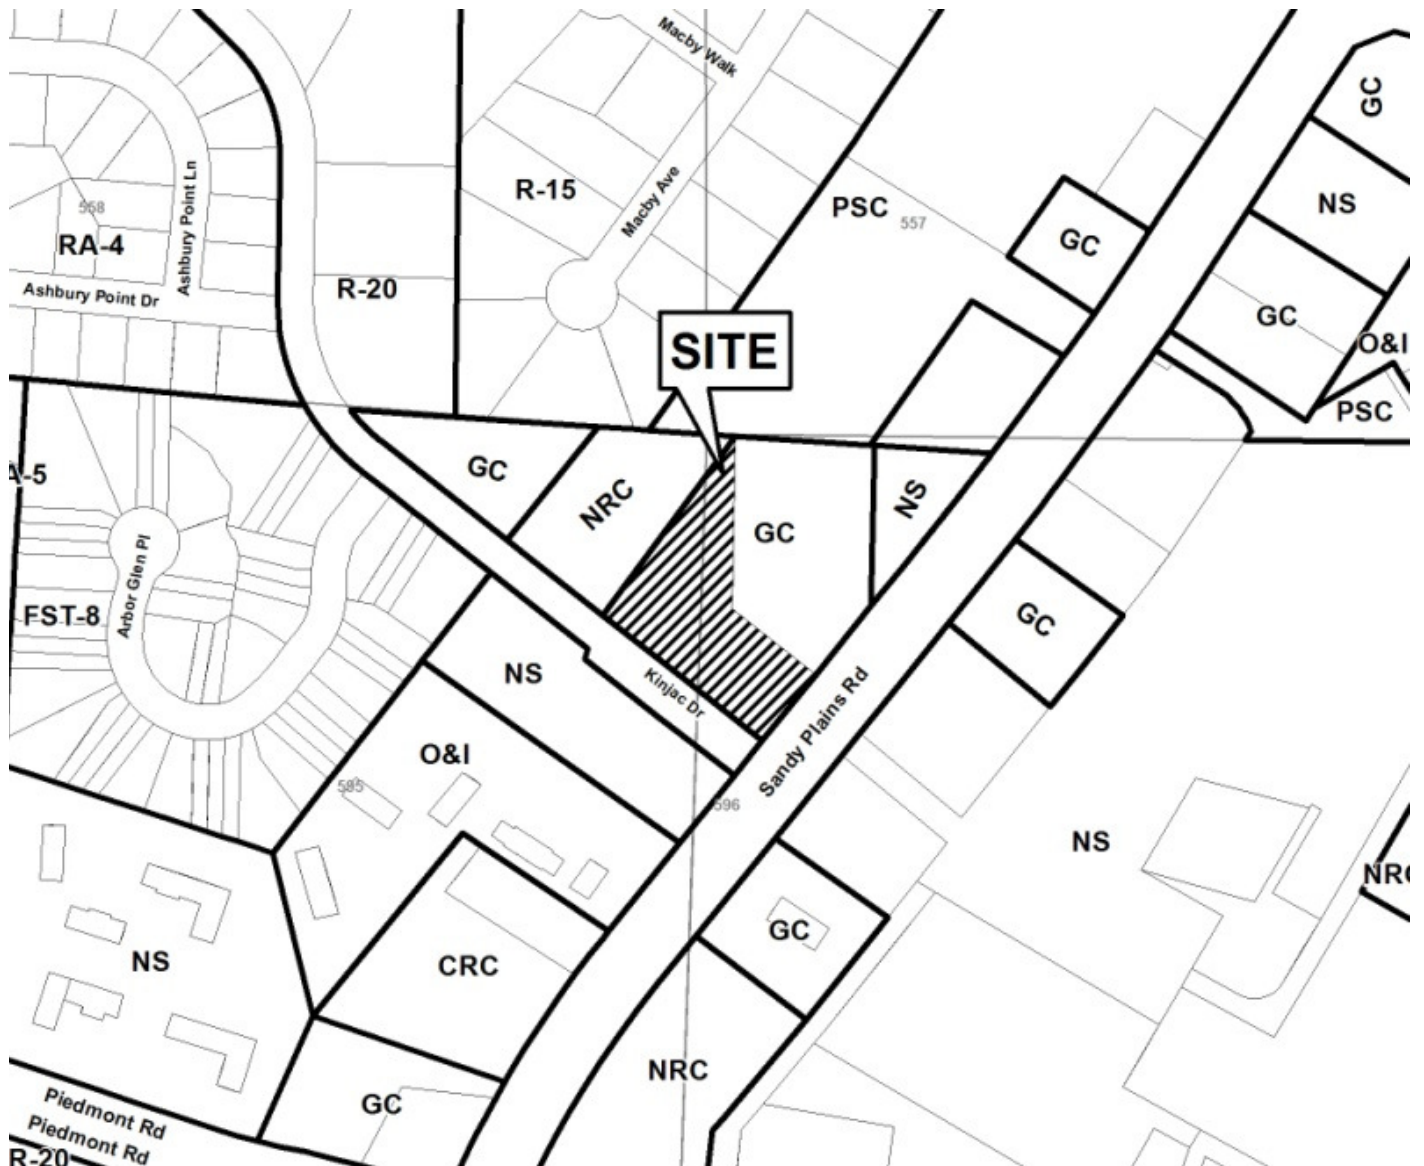 Macby Walk
GC
R-15
Macby Ave
PSC
557
NS
558
RA-4
Ashbury Point Ln
GC
Ashbury Point Dr
R-20
GC
O&I
SITE
PSC
GC
A-5
NRC
GC
NS
Arbor Glen Pl
FST-8
GC
NS
Kinjac Dr
Sandy Plains Rd
O&I
595
596
NS
NRC
GC
NS
CRC
NRC
GC
Piedmont Rd
Piedmont Rd
R-20